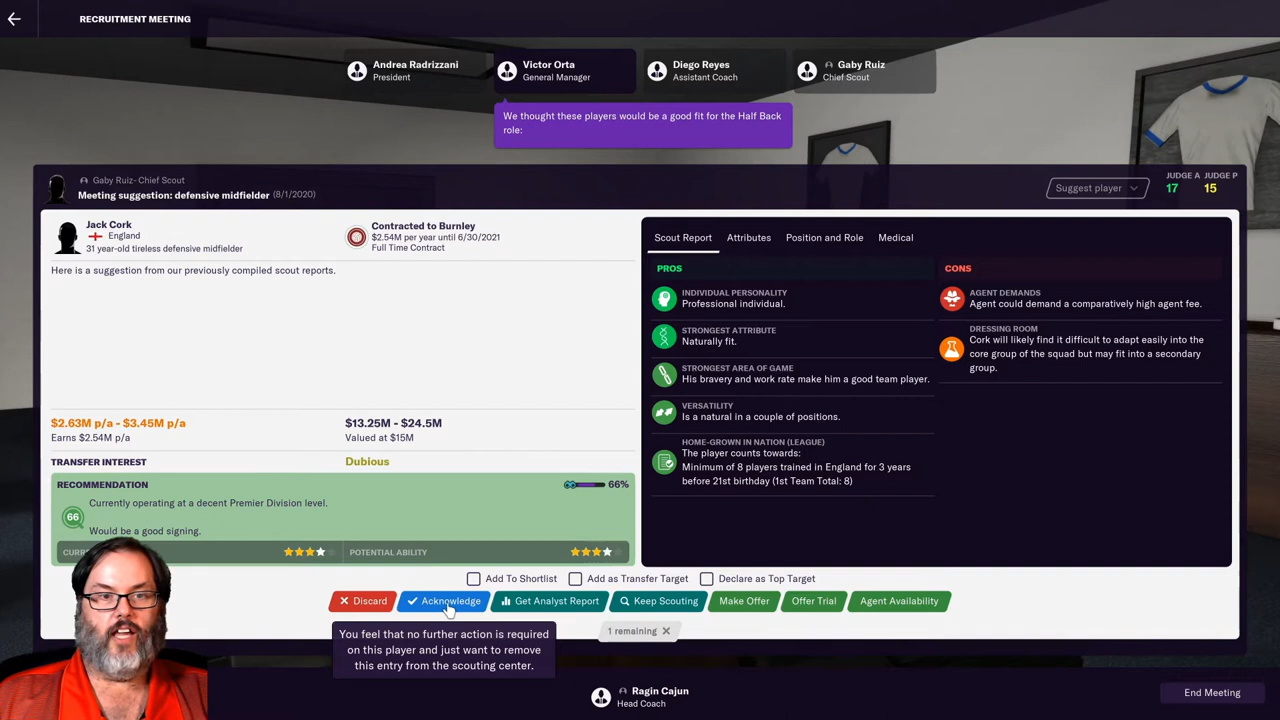 RECRUITMENT MEETING
Andrea Radrizzani
President
Victor Orta
General Manager
Diego Reyes
Assistant Coach
Gaby Ruiz
Chief Scout
We thought these players would be a good fit for the Half Back
role:
Gaby Ruiz- Chief Scout
Meeting suggestion: defensive midfielder (8/1/2020)
Suggest player
JUDGE A
17
JUDGE P
15
Jack Cork
England
31 year-old tireless defensive midfielder
Contracted to Burnley
$2.54M per year until 6/30/2021
Full Time Contract
Here is a suggestion from our previously compiled scout reports.
$2.63M p/a - $3.45M p/a
Earns $2.54M p/a
$13.25M - $24.5M
Valued at $15M
TRANSFER INTEREST
Dubious
RECOMMENDATION
66%
66
Currently operating at a decent Premier Division level.
Would be a good signing.
POTENTIAL ABILITY
Scout Report
Attributes
Position and Role
Medical
PROS
INDIVIDUAL PERSONALITY
Professional individual.
STRONGEST ATTRIBUTE
Naturally fit.
STRONGEST AREA OF GAME
His bravery and work rate make him a good team player.
VERSATILITY
Is a natural in a couple of positions.
HOME-GROWN IN NATION (LEAGUE)
The player counts towards:
Minimum of 8 players trained in England for 3 years
before 21st birthday (1st Team Total: 8)
CONS
AGENT DEMANDS
Agent could demand a comparatively high agent fee.
DRESSING ROOM
Cork will likely find it difficult to adapt easily into the
core group of the squad but may fit into a secondary
group.
Add To Shortlist
Add as Transfer Target
Declare as Top Target
Discard
Acknowledge
Get Analyst Report
Keep Scouting
Make Offer
Offer Trial
Agent Availability
You feel that no further action is required
on this player and just want to remove
this entry from the scouting center.
1 remaining
Ragin Cajun
Head Coach
End Meeting